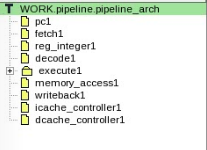 WORK.pipeline.pipeline_arch
pc1
fetch1
reg_integer1
decode1
execute1
memory_access1
writeback1
icache_controller1
dcache_controller1